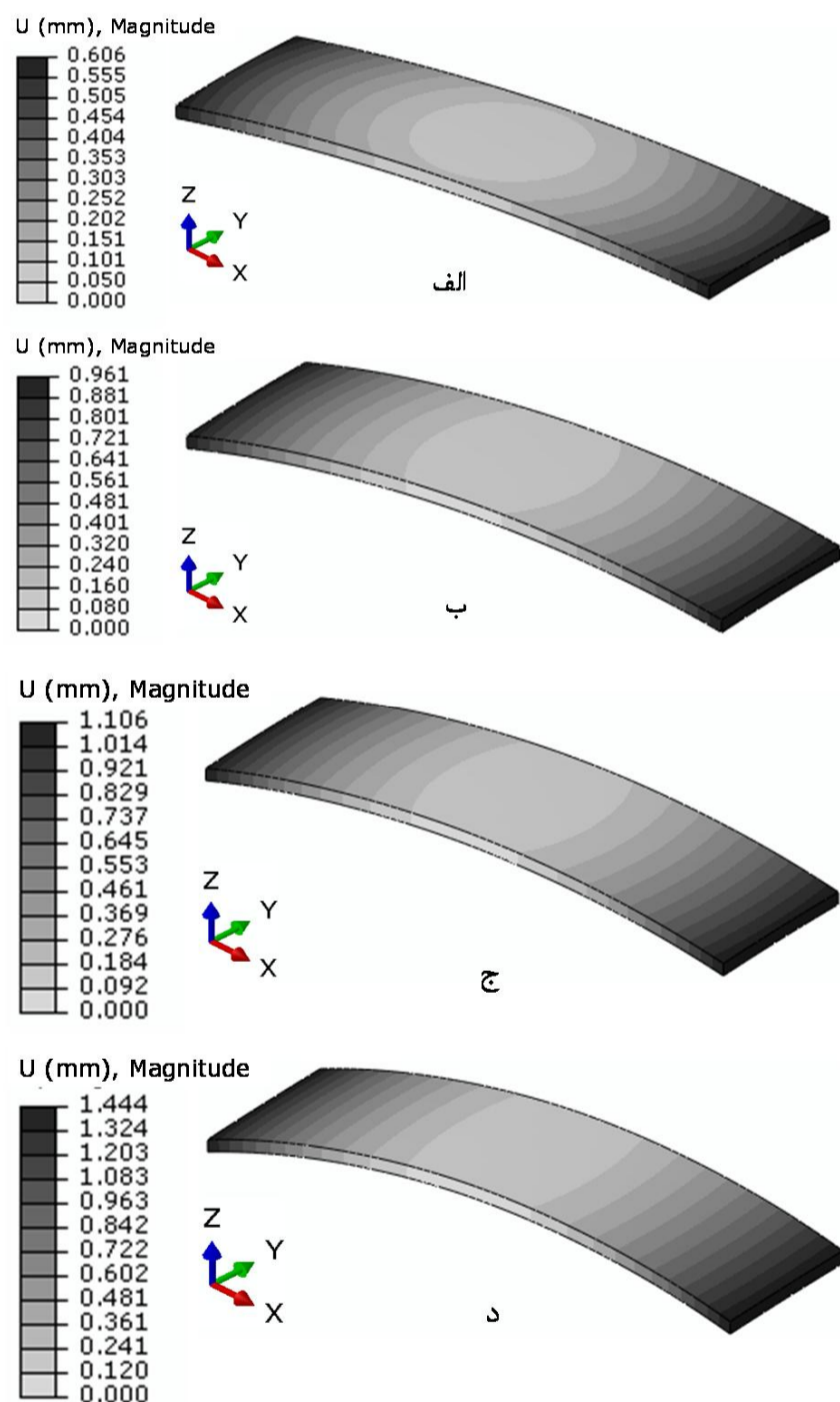 U (mm), Magnitude
0.606
0.555
0.505
0.454
0.404
0.353
0.303
0.252
0.202
0.151
0.101
0.050
0.000
Z
Y
X
الف
U (mm), Magnitude
0.961
0.881
0.801
0.721
0.641
0.561
0.481
0.401
0.320
0.240
0.160
0.080
0.000
Z
Y
X
ب
U (mm), Magnitude
1.106
1.014
0.921
0.829
0.737
0.645
0.553
0.461
0.369
0.276
0.184
0.092
0.000
Z
Y
X
ج
U (mm), Magnitude
1.444
1.324
1.203
1.083
0.963
0.842
0.722
0.602
0.481
0.361
0.241
0.120
0.000
Z
Y
X
د